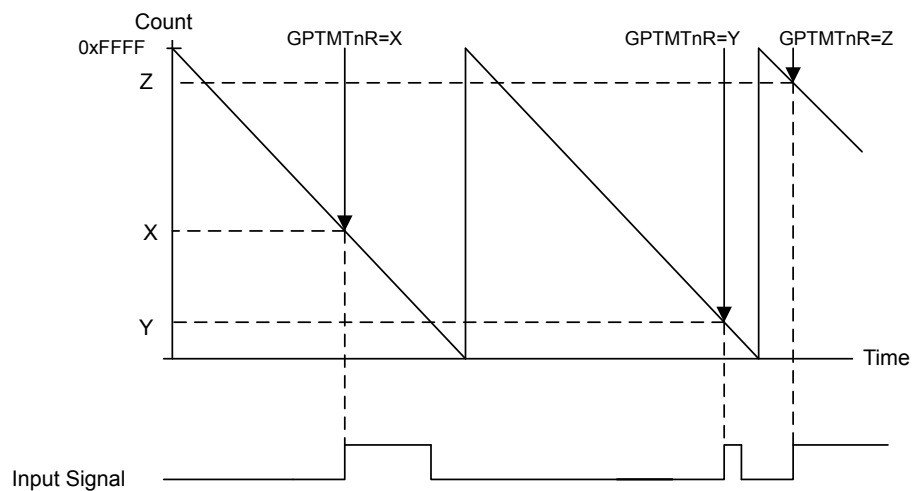 Count
0xFFFF
GPTMTnR=X
GPTMTnR=Y
GPTMTnR=Z
Z
X
Y
Time
Input Signal